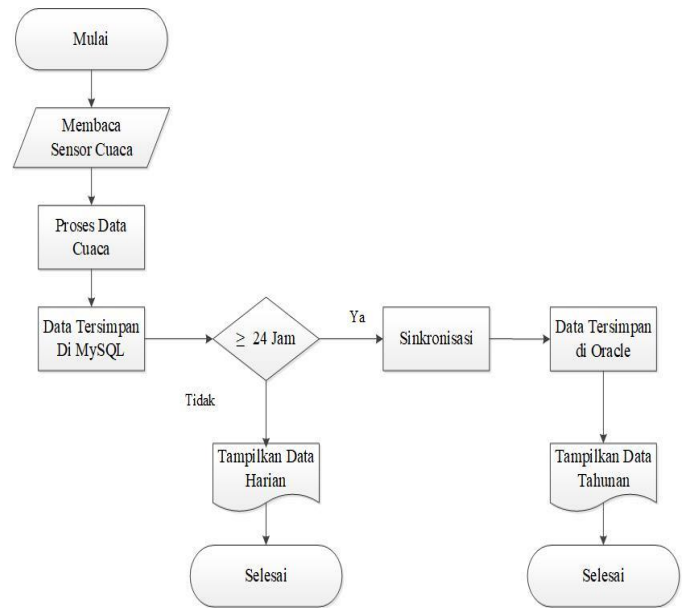 Mulai
Membaca
Sensor Cuaca
Proses Data
Cuaca
Data Tersimpan
Di MySQL
≥ 24 Jam
Ya
Sinkronisasi
Data Tersimpan
di Oracle
Tidak
Tampilkan Data
Harian
Tampilkan Data
Tahunan
Selesai
Selesai